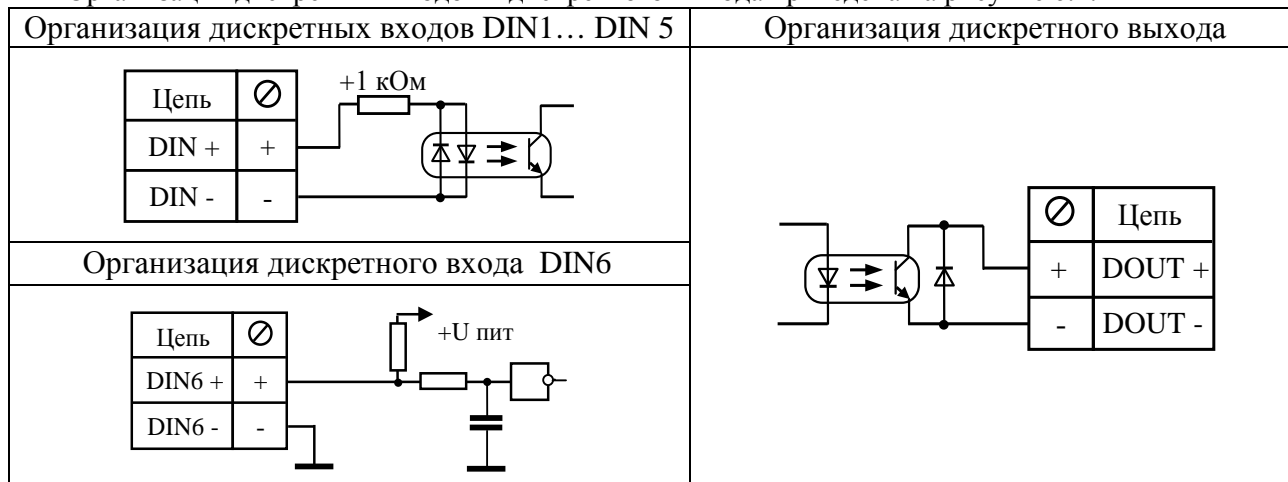 Организация дискретных входов DIN1… DIN 5
Организация дискретного выхода
+1 кОм
Цепь
DIN + +
DIN - -
Цепь
+ DOUT +
- DOUT -
Организация дискретного входа DIN6
+U пит
Цепь
DIN6 + +
DIN6 - -